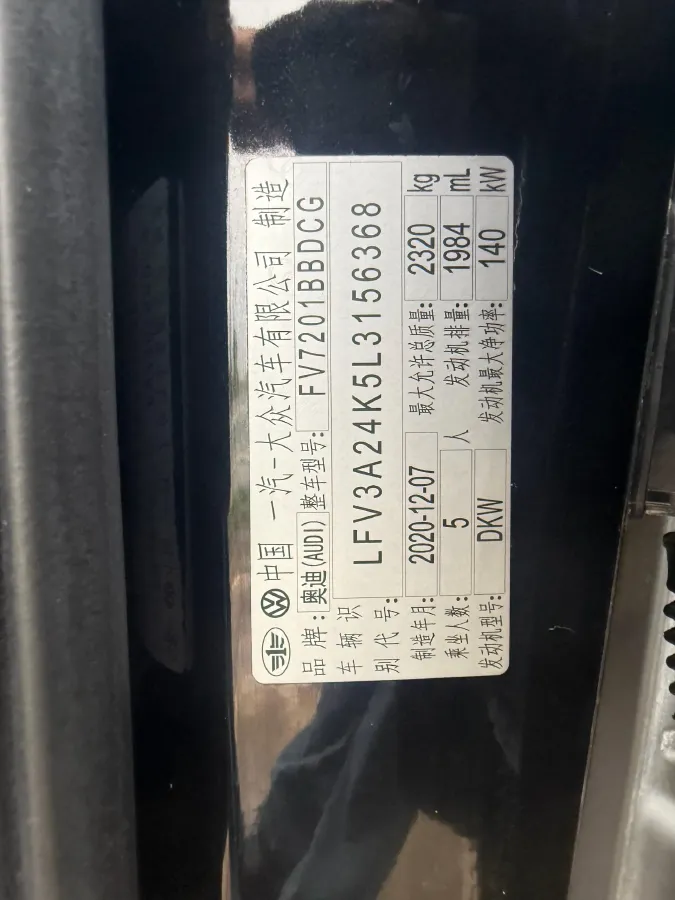 中国 一汽-大众汽车有限公司 制造
品牌: 奥迪(AUDI) 整车型号: FV7201BBDCG
车辆识别代号: LFV3A24K5L3156368
制造年月: 2020-12-07 最大允许总质量: 2320 kg
乘坐人数: 5 人 发动机排量: 1984 mL
发动机型号: DKW 发动机最大净功率: 140 kW